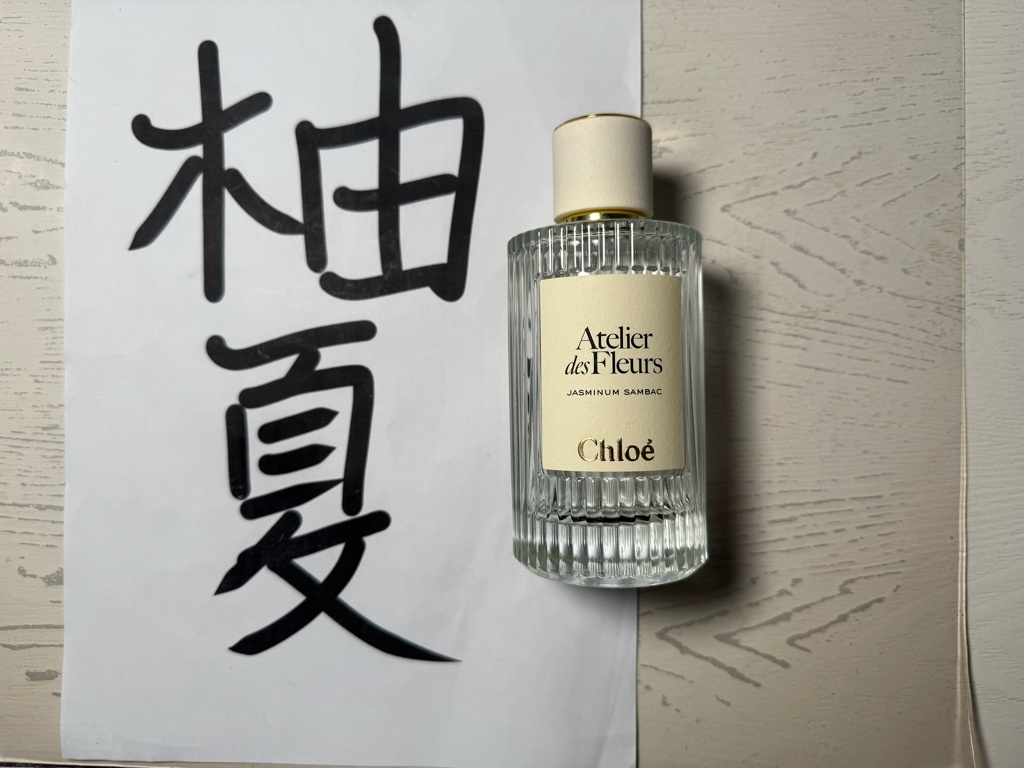 柚
夏
Atelier
des Fleurs
JASMINUM SAMBAC
Chloé